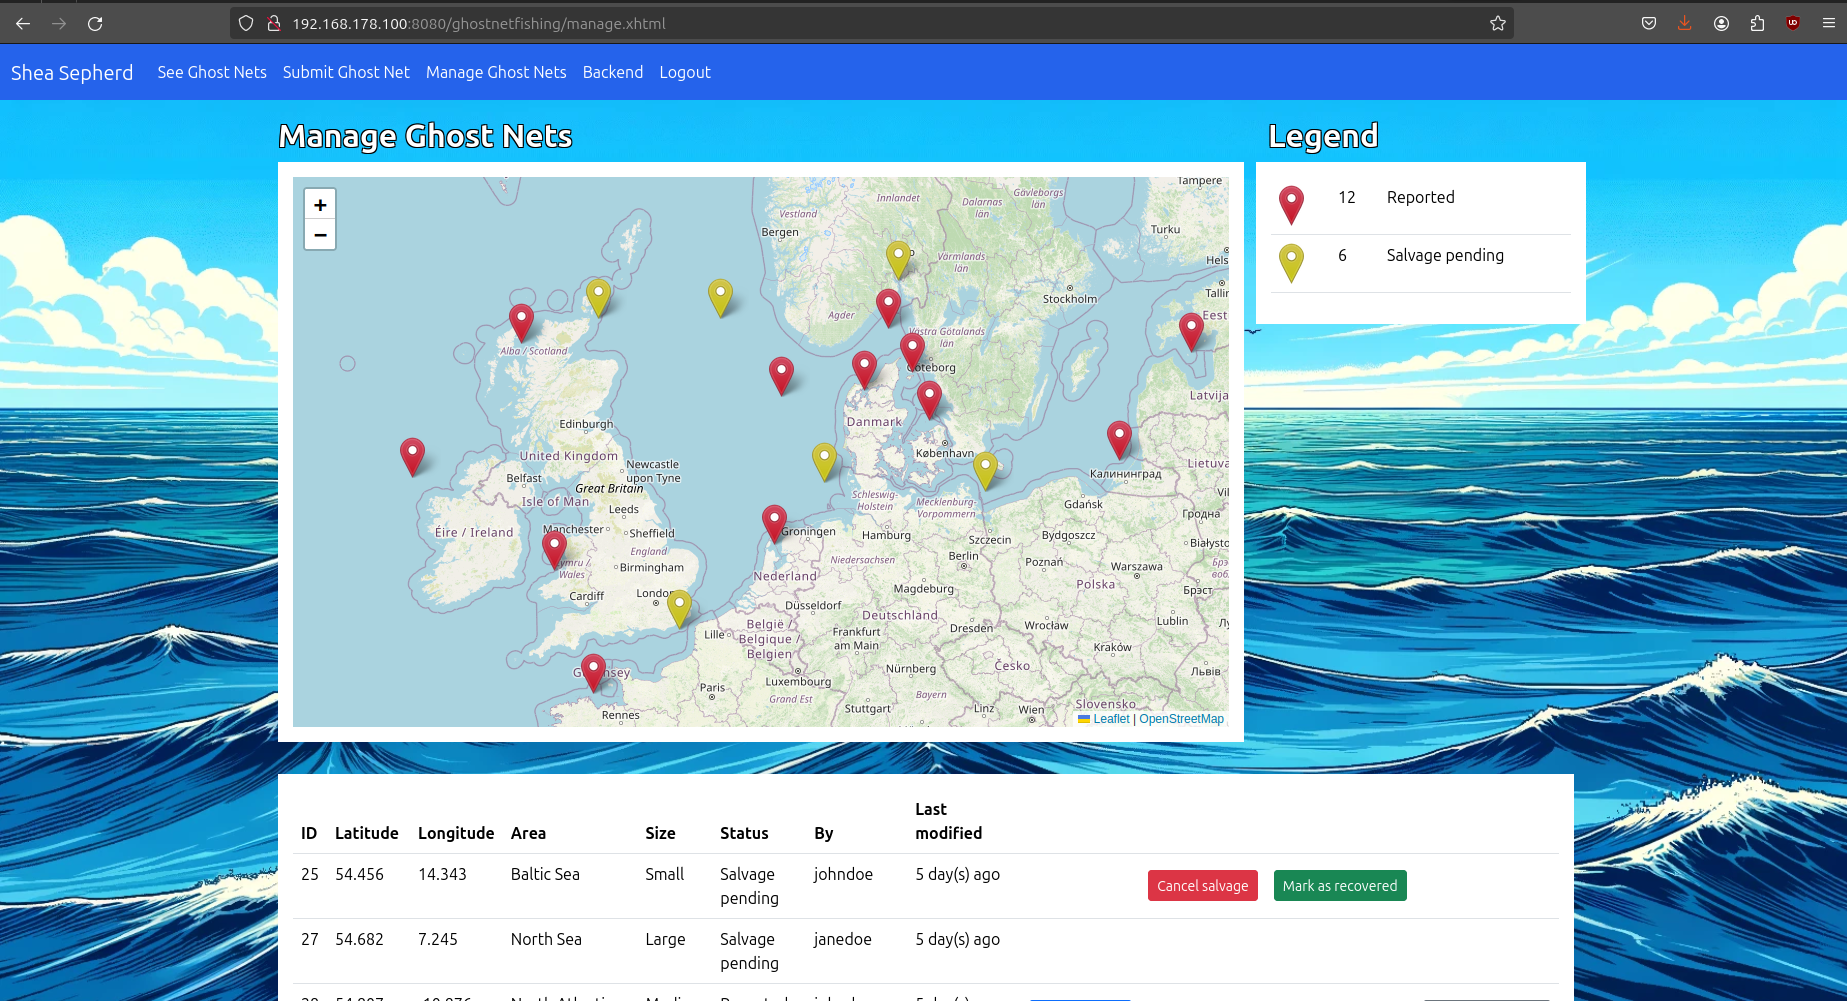 192.168.178.100:8080/ghostnetfishing/manage.xhtml
Shea Sepherd See Ghost Nets Submit Ghost Net Manage Ghost Nets Backend Logout
Manage Ghost Nets
Legend
12 Reported
6 Salvage pending
+
−
Tampere
Innlandet
Gävleborgs län
Dalarnas län
Vestland
Bergen
Turku
Värmlands län
Hels
Stockholm
Tallin
Eest
Agder
Västra Götalands län
Alba / Scotland
Göteborg
Latvija
Edinburgh
Danmark
United Kingdom
København
Newcastle upon Tyne
Belfast
Калининград
Lietuva
Great Britain
Isle of Man
Schleswig-Holstein
Mecklenburg-Vorpommern
Gdańsk
Leeds
Гродна
Éire / Ireland
Manchester
Sheffield
Groningen
Hamburg
Szczecin
Bydgoszcz
Białysto
England
Niedersachsen
Berlin
Poznań
Cymru / Wales
Birmingham
Nederland
Warszawa
Polska
Брэст
Cardiff
London
Magdeburg
Düsseldorf
Deutschland
Lille
België / Belgique / Belgien
Frankfurt am Main
Dresden
Wrocław
Lublin
Kraków
Guernsey
Nürnberg
Česko
Львів
Luxembourg
Paris
Grand Est
Bayern
Stuttgart
Linz
Wien
Slovensko
Rennes
Leaflet | OpenStreetMap
ID Latitude Longitude Area Size Status By Last modified
25 54.456 14.343 Baltic Sea Small Salvage pending johndoe 5 day(s) ago Cancel salvage Mark as recovered
27 54.682 7.245 North Sea Large Salvage pending janedoe 5 day(s) ago